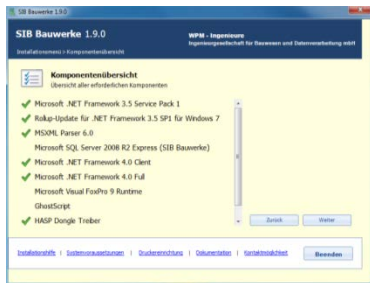 SIB Bauwerke 1.9.0
SIB Bauwerke 1.9.0
WPM - Ingenieure
Ingenieurgesellschaft für Bauwesen und Datenverarbeitung mbH
Installationsmenü > Komponentenübersicht
Komponentenübersicht
Übersicht aller erforderlichen Komponenten
Microsoft .NET Framework 3.5 Service Pack 1
Rollup-Update für .NET Framework 3.5 SP1 für Windows 7
MSXML Parser 6.0
Microsoft SQL Server 2008 R2 Express (SIB Bauwerke)
Microsoft .NET Framework 4.0 Client
Microsoft .NET Framework 4.0 Full
Microsoft Visual FoxPro 9 Runtime
GhostScript
HASP Dongle Treiber
Zurück
Weiter
Installationshilfe | Systemvoraussetzungen | Druckereinrichtung | Dokumentation | Kontaktmöglichkeit
Beenden